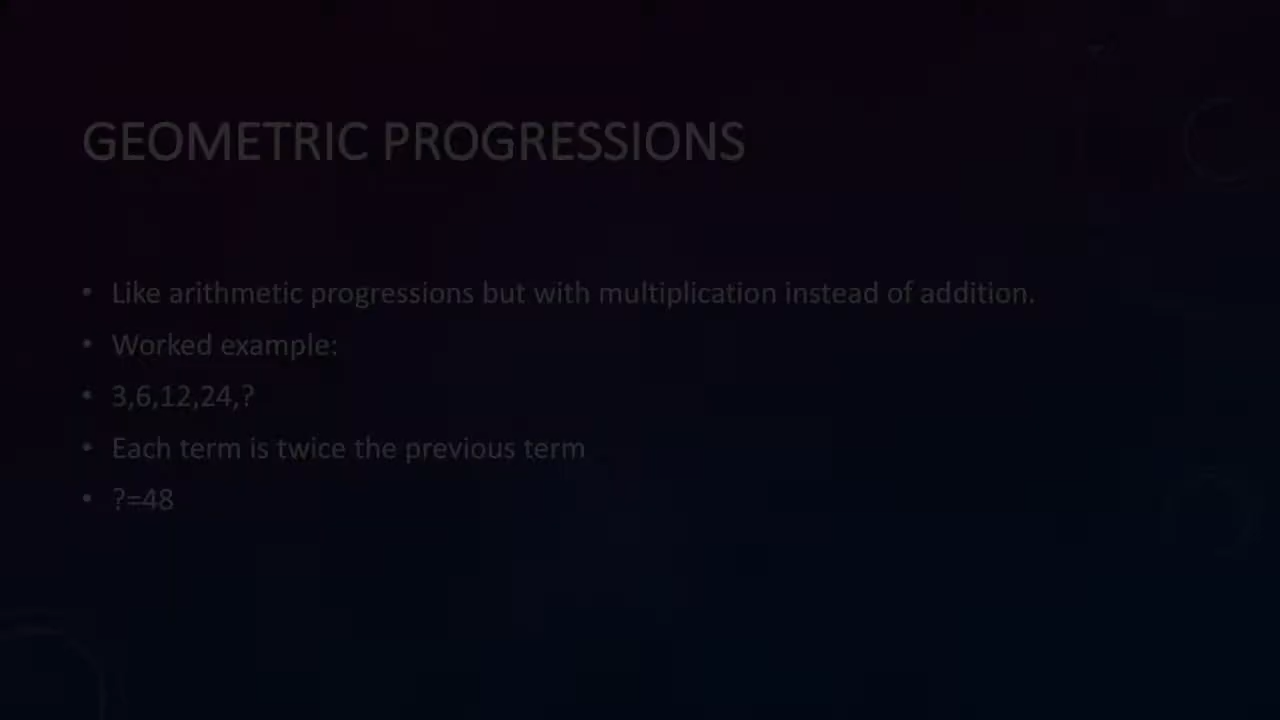 GEOMETRIC PROGRESSIONS
• Like arithmetic progressions but with multiplication instead of addition.
• Worked example:
• 3,6,12,24,?
• Each term is twice the previous term
• ?=48